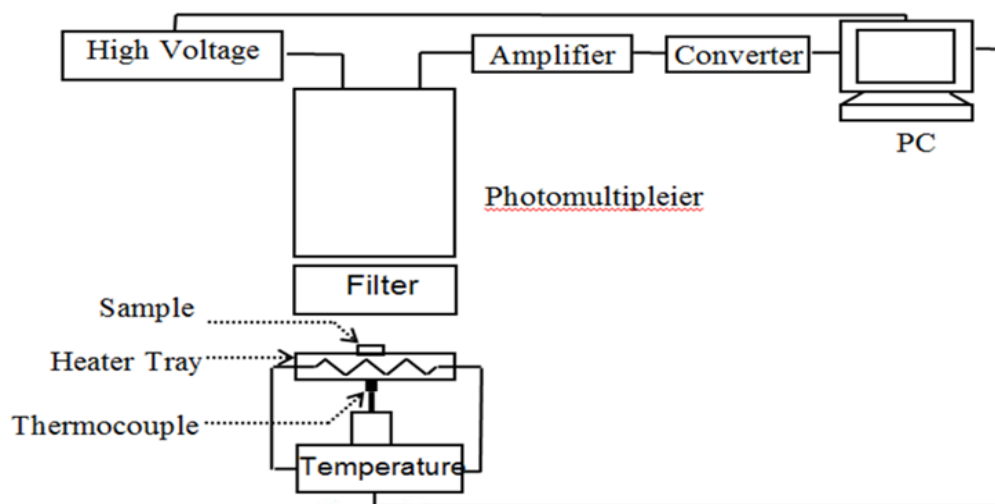 High Voltage
Amplifier
Converter
PC
Photomultipleier
Filter
Sample
Heater Tray
Thermocouple
Temperature